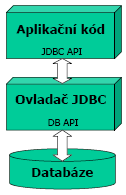 Aplikační kód
JDBC API
Ovladač JDBC
DB API
Databáze